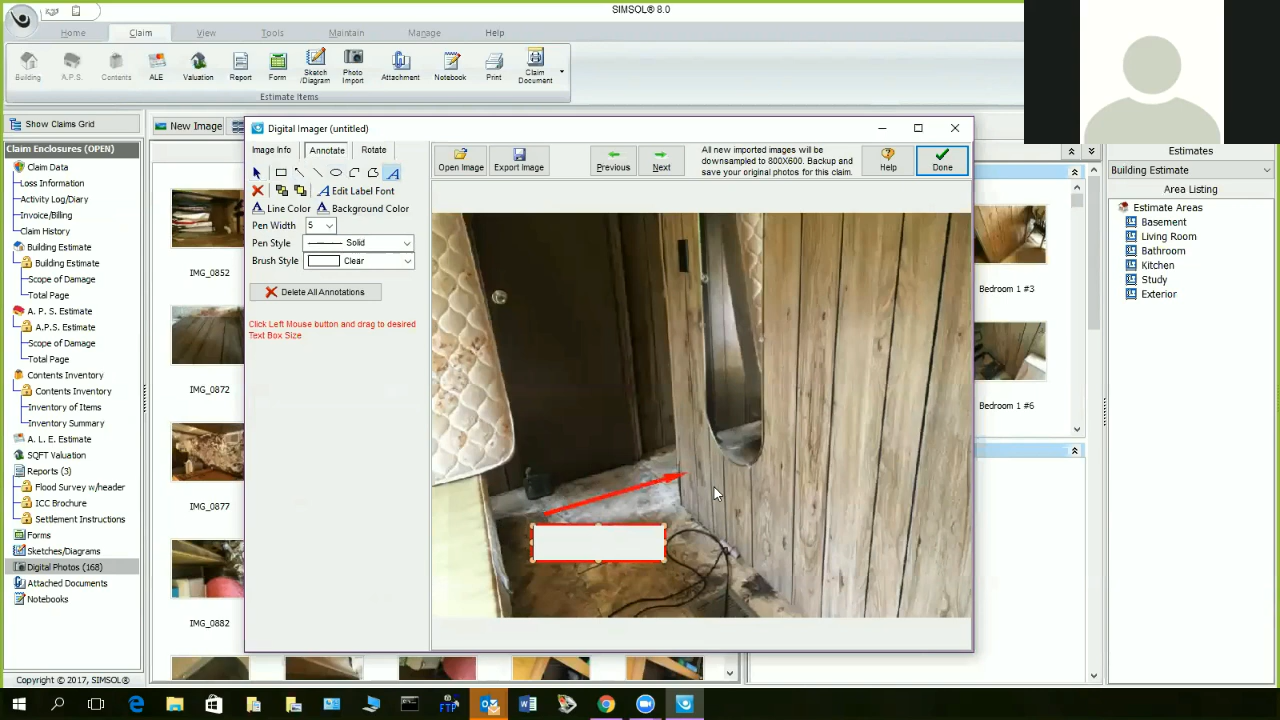 SIMSOL® 8.0
Home Claim View Tools Maintain Manage Help
Building A.P.S. Contents ALE Valuation Report Form Sketch /Diagram Photo Import Attachment Notebook Print Claim Document
Estimate Items
Show Claims Grid
New Image
Claim Enclosures (OPEN)
Claim Data
Loss Information
Activity Log/Diary
Invoice/Billing
Claim History
Building Estimate
Building Estimate
Scope of Damage
Total Page
A. P. S. Estimate
A.P.S. Estimate
Scope of Damage
Total Page
Contents Inventory
Contents Inventory
Inventory of Items
Inventory Summary
A. L. E. Estimate
SQFT Valuation
Reports (3)
Flood Survey w/header
ICC Brochure
Settlement Instructions
Forms
Sketches/Diagrams
Digital Photos (168)
Attached Documents
Notebooks
Copyright © 2017, SIMSOL®
IMG_0852
IMG_0872
IMG_0877
IMG_0882
Digital Imager (untitled)
Image Info Annotate Rotate
Edit Label Font
Line Color Background Color
Pen Width 5
Pen Style Solid
Brush Style Clear
Delete All Annotations
Click Left Mouse button and drag to desired
Text Box Size
Open Image Export Image Previous Next
All new imported images will be
downsampled to 800X600. Backup and
save your original photos for this claim.
Help Done
Bedroom 1 #3
Bedroom 1 #6
Estimates
Building Estimate
Area Listing
Estimate Areas
Basement
Living Room
Bathroom
Kitchen
Study
Exterior
FTP